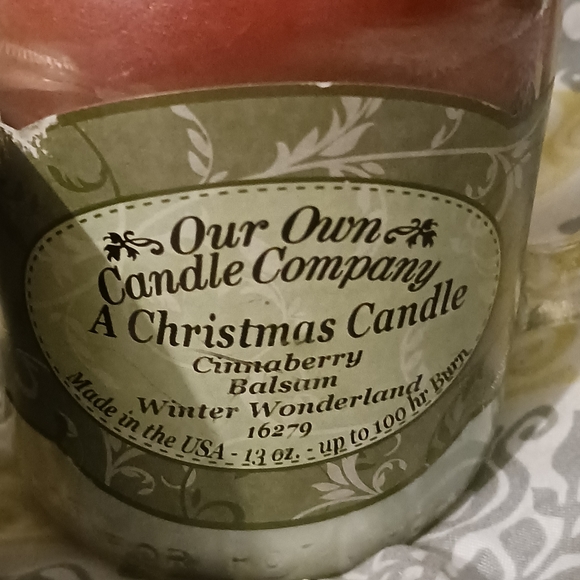 Our Own
Candle Company
A Christmas Candle
Cinnaberry
Balsam
Winter Wonderland
16279
Made in the USA - 13 oz. - up to 100 hr Burn